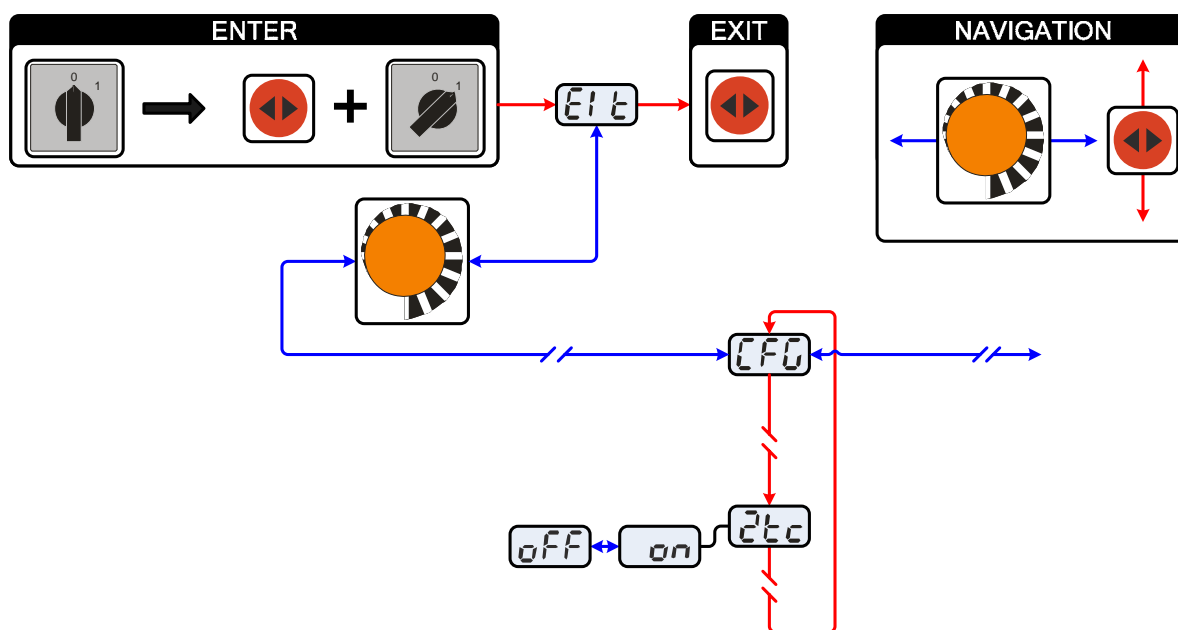 ENTER
EXIT
NAVIGATION
0
1
+
0
1
EIt
CFG
2tc
oFF
on